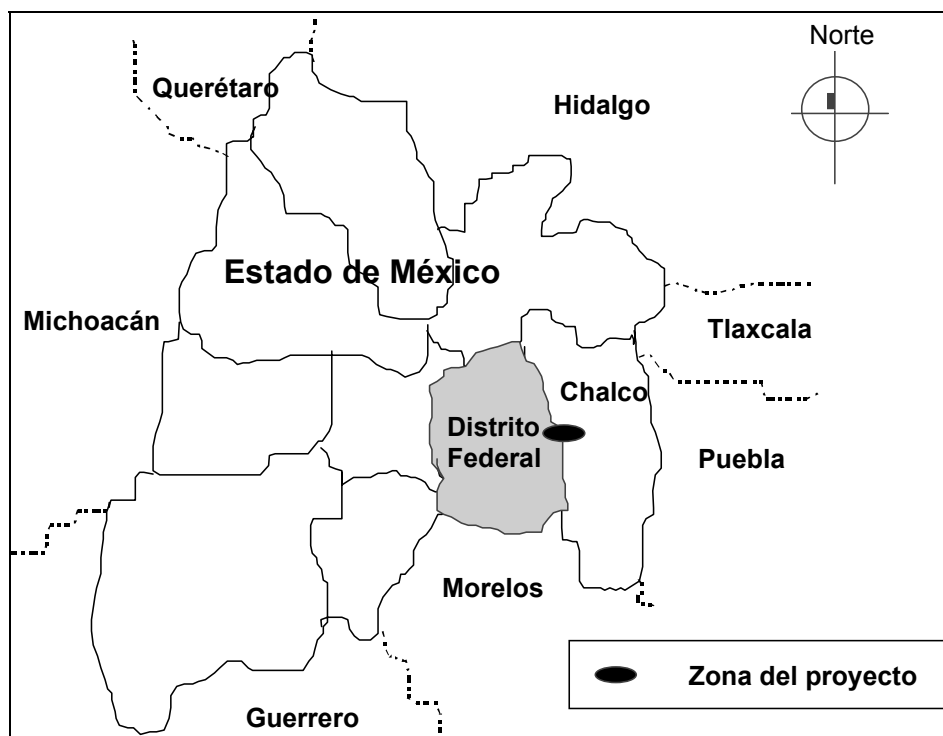 Norte
Querétaro
Hidalgo
Estado de México
Michoacán
Tlaxcala
Chalco
Distrito
Federal
Puebla
Morelos
Zona del proyecto
Guerrero